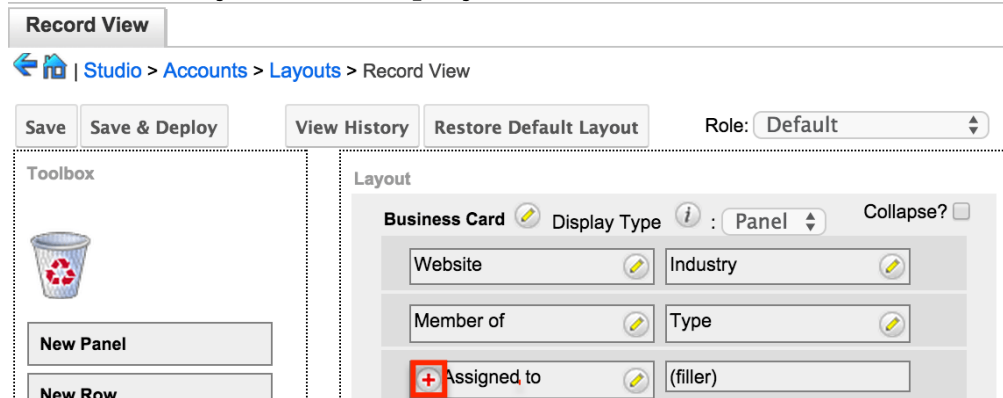 Record View
| Studio > Accounts > Layouts > Record View
Save Save & Deploy View History Restore Default Layout Role: Default
Toolbox
Layout
Business Card Display Type i : Panel Collapse?
Website Industry
Member of Type
New Panel
+ Assigned to (filler)
New Row